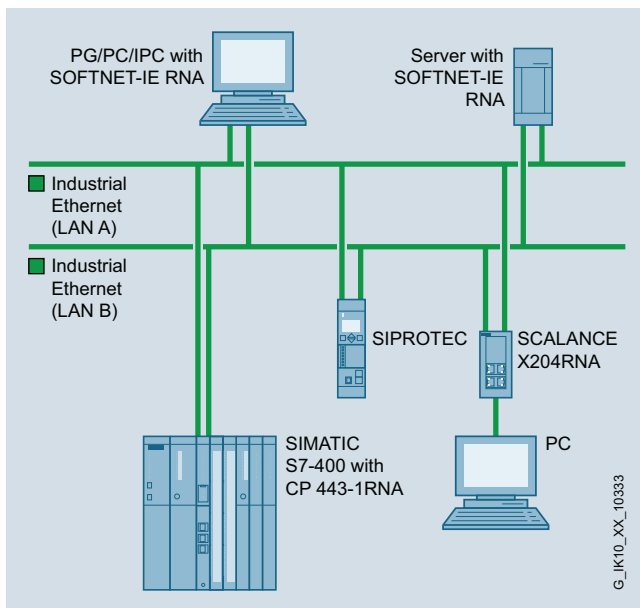 PG/PC/IPC with
SOFTNET-IE RNA
Server with
SOFTNET-IE
RNA
Industrial
Ethernet
(LAN A)
Industrial
Ethernet
(LAN B)
SIPROTEC
SCALANCE
X204RNA
SIMATIC
S7-400 with
CP 443-1RNA
PC
G_IK10_XX_10333